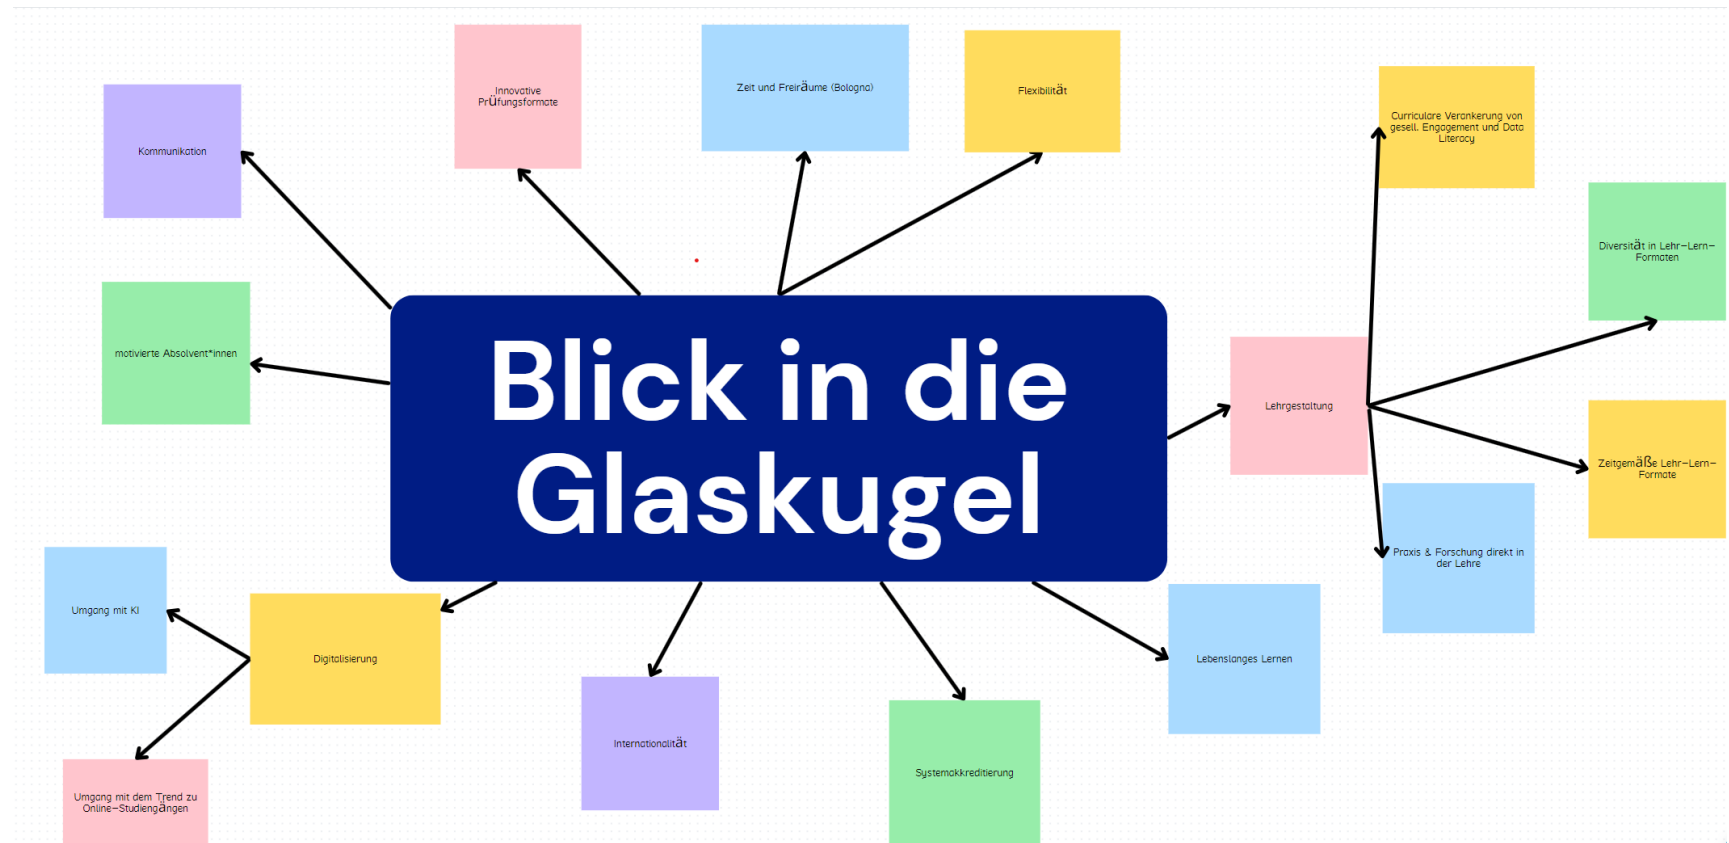 Innovative
Prüfungsformate
Zeit und Freiräume (Bologna)
Flexibilität
Curriculare Verankerung von
gesell. Engagement und Data
Literacy
Kommunikation
Diversität in Lehr-Lern-
Formaten
motivierte Absolvent*innen
Blick in die
Glaskugel
Lehrgestaltung
Zeitgemäße Lehr-Lern-
Formate
Praxis & Forschung direkt in
der Lehre
Umgang mit KI
Digitalisierung
Lebenslanges Lernen
Internationalität
Systemakkreditierung
Umgang mit dem Trend zu
Online-Studiengängen